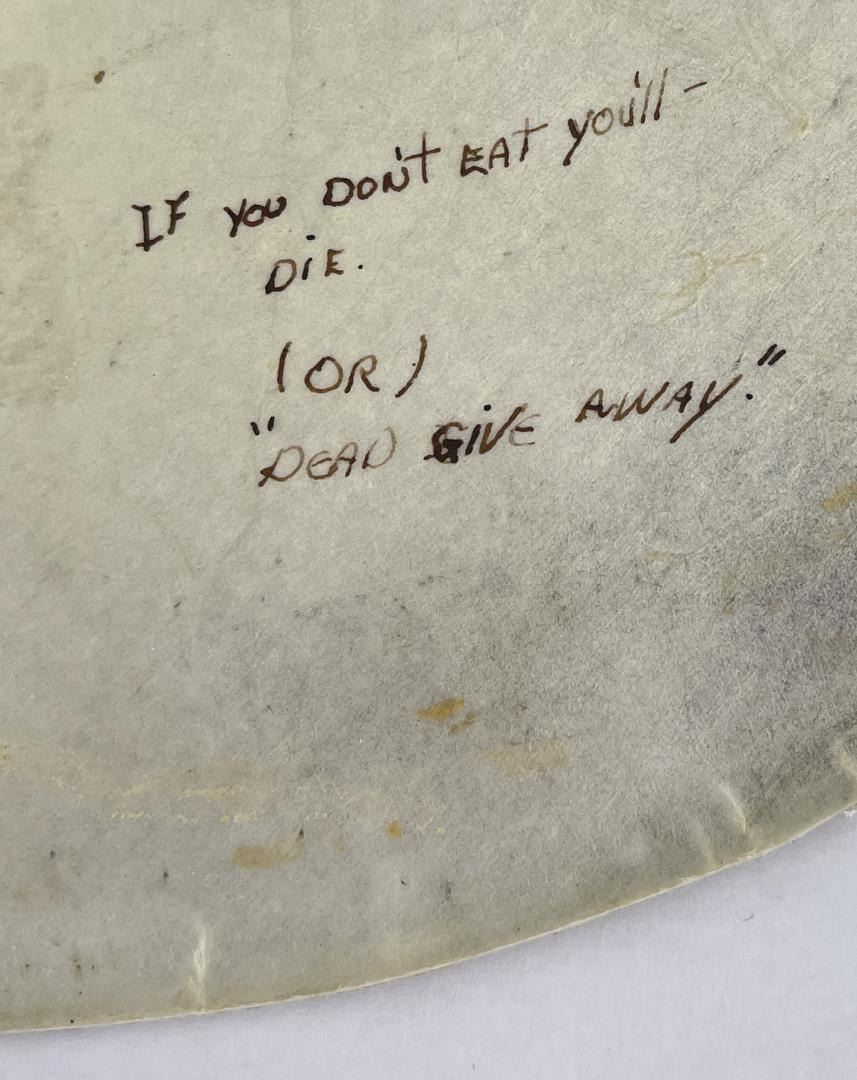 IF YOU DON'T EAT YOU'll -
DiE.
(OR)
"DEAD GIVE AWAY."